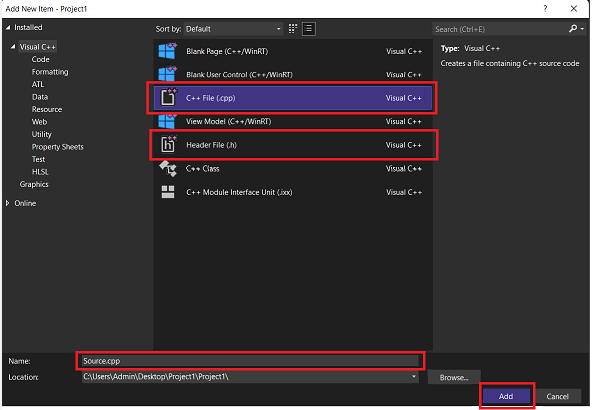 Add New Item - Project1
? ×
Installed
Visual C++
Code
Formatting
ATL
Data
Resource
Web
Utility
Property Sheets
Test
HLSL
Graphics
Online
Sort by: Default
Blank Page (C++/WinRT) Visual C++
Blank User Control (C++/WinRT) Visual C++
C++ File (.cpp) Visual C++
View Model (C++/WinRT) Visual C++
Header File (.h) Visual C++
C++ Class Visual C++
C++ Module Interface Unit (.ixx) Visual C++
Search (Ctrl+E)
Type: Visual C++
Creates a file containing C++ source code
Name: Source.cpp
Location: C:\Users\Admin\Desktop\Project1\Project1\ Browse...
Add Cancel